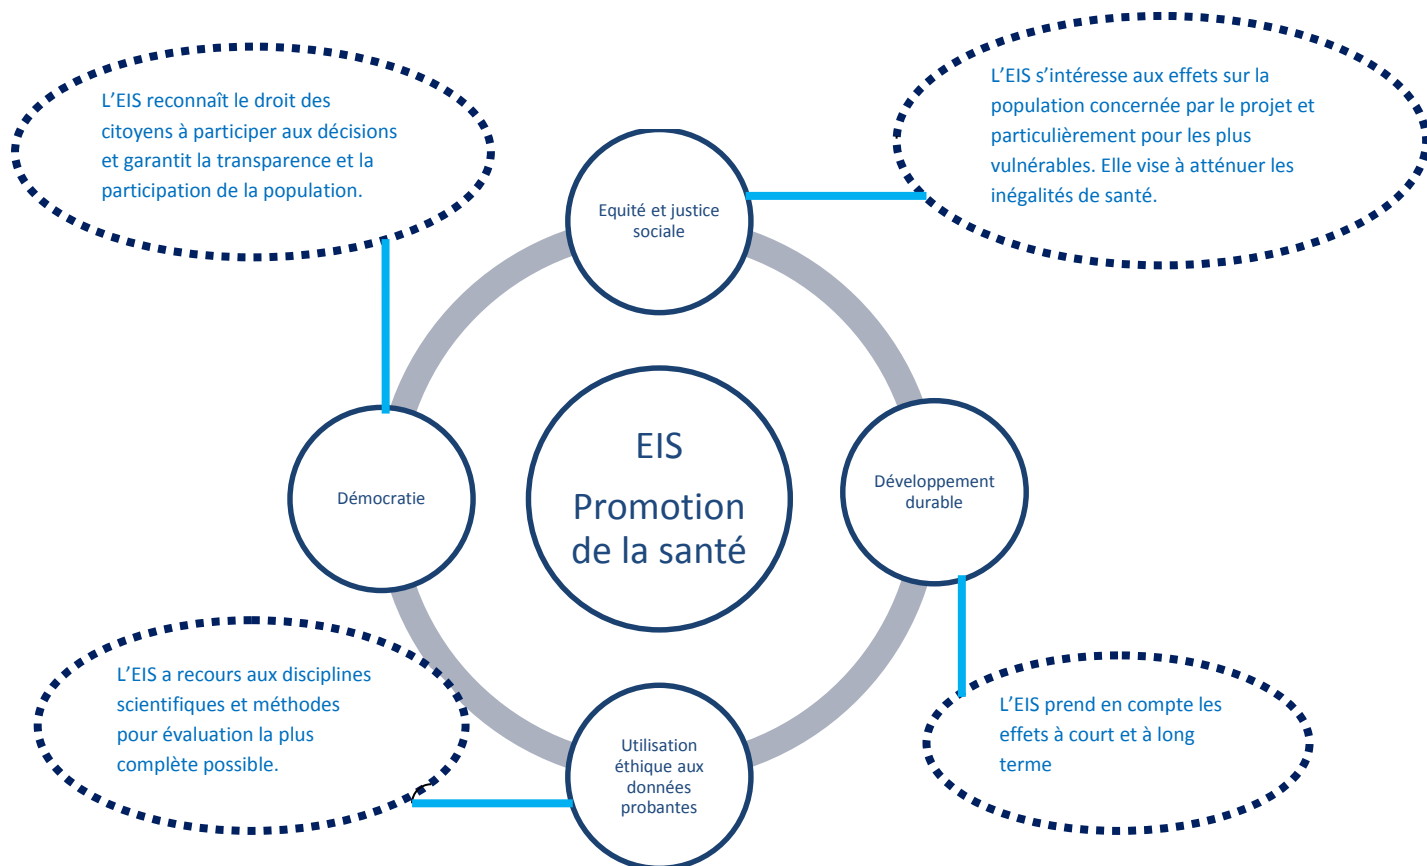 L'EIS reconnaît le droit des
citoyens à participer aux décisions
et garantit la transparence et la
participation de la population.
L'EIS s'intéresse aux effets sur la
population concernée par le projet et
particulièrement pour les plus
vulnérables. Elle vise à atténuer les
inégalités de santé.
Equité et justice
sociale
Démocratie
EIS
Promotion
de la santé
Développement
durable
L'EIS a recours aux disciplines
scientifiques et méthodes
pour évaluation la plus
complète possible.
Utilisation
éthique aux
données
probantes
L'EIS prend en compte les
effets à court et à long
terme